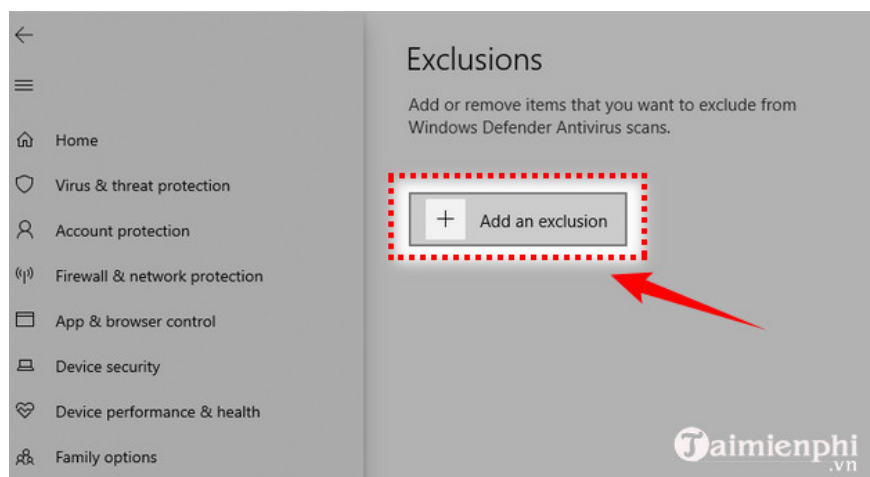 Exclusions
Add or remove items that you want to exclude from
Windows Defender Antivirus scans.
Add an exclusion
Home
Virus & threat protection
Account protection
Firewall & network protection
App & browser control
Device security
Device performance & health
Family options
Taimienphi
.vn